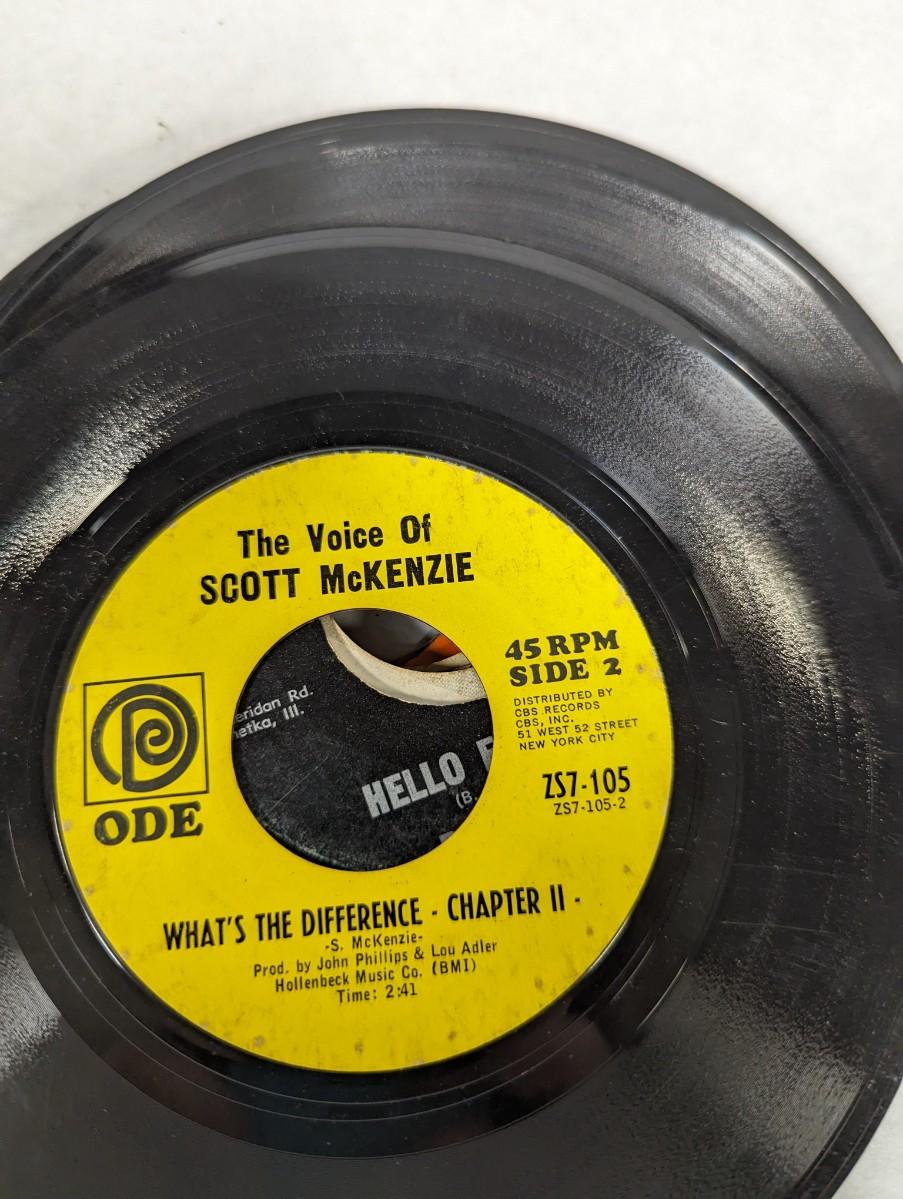 The Voice Of
SCOTT McKENZIE
45 RPM
SIDE 2
DISTRIBUTED BY
CBS RECORDS
CBS, INC.
51 WEST 52 STREET
NEW YORK CITY
ZS7-105
ZS7-105-2
ODE
eridan Rd.
etka, Ill.
HELLO
(B.
WHAT'S THE DIFFERENCE - CHAPTER II -
-S. McKenzie-
Prod. by John Phillips & Lou Adler
Hollenbeck Music Co. (BMI)
Time: 2:41